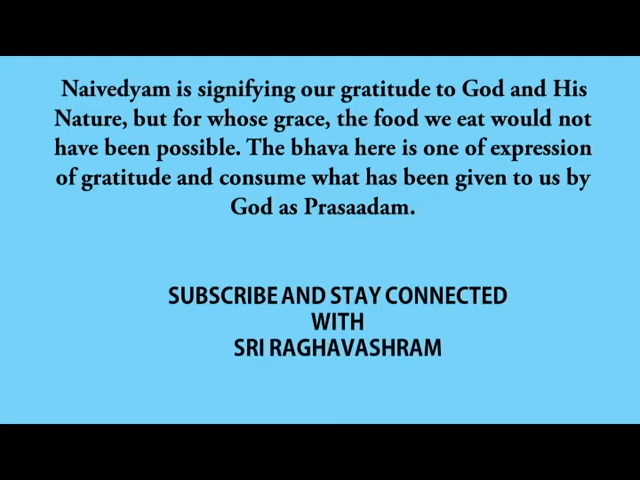 Naivedyam is signifying our gratitude to God and His
Nature, but for whose grace, the food we eat would not
have been possible. The bhava here is one of expression
of gratitude and consume what has been given to us by
God as Prasaadam.
SUBSCRIBE AND STAY CONNECTED
WITH
SRI RAGHAVASHRAM